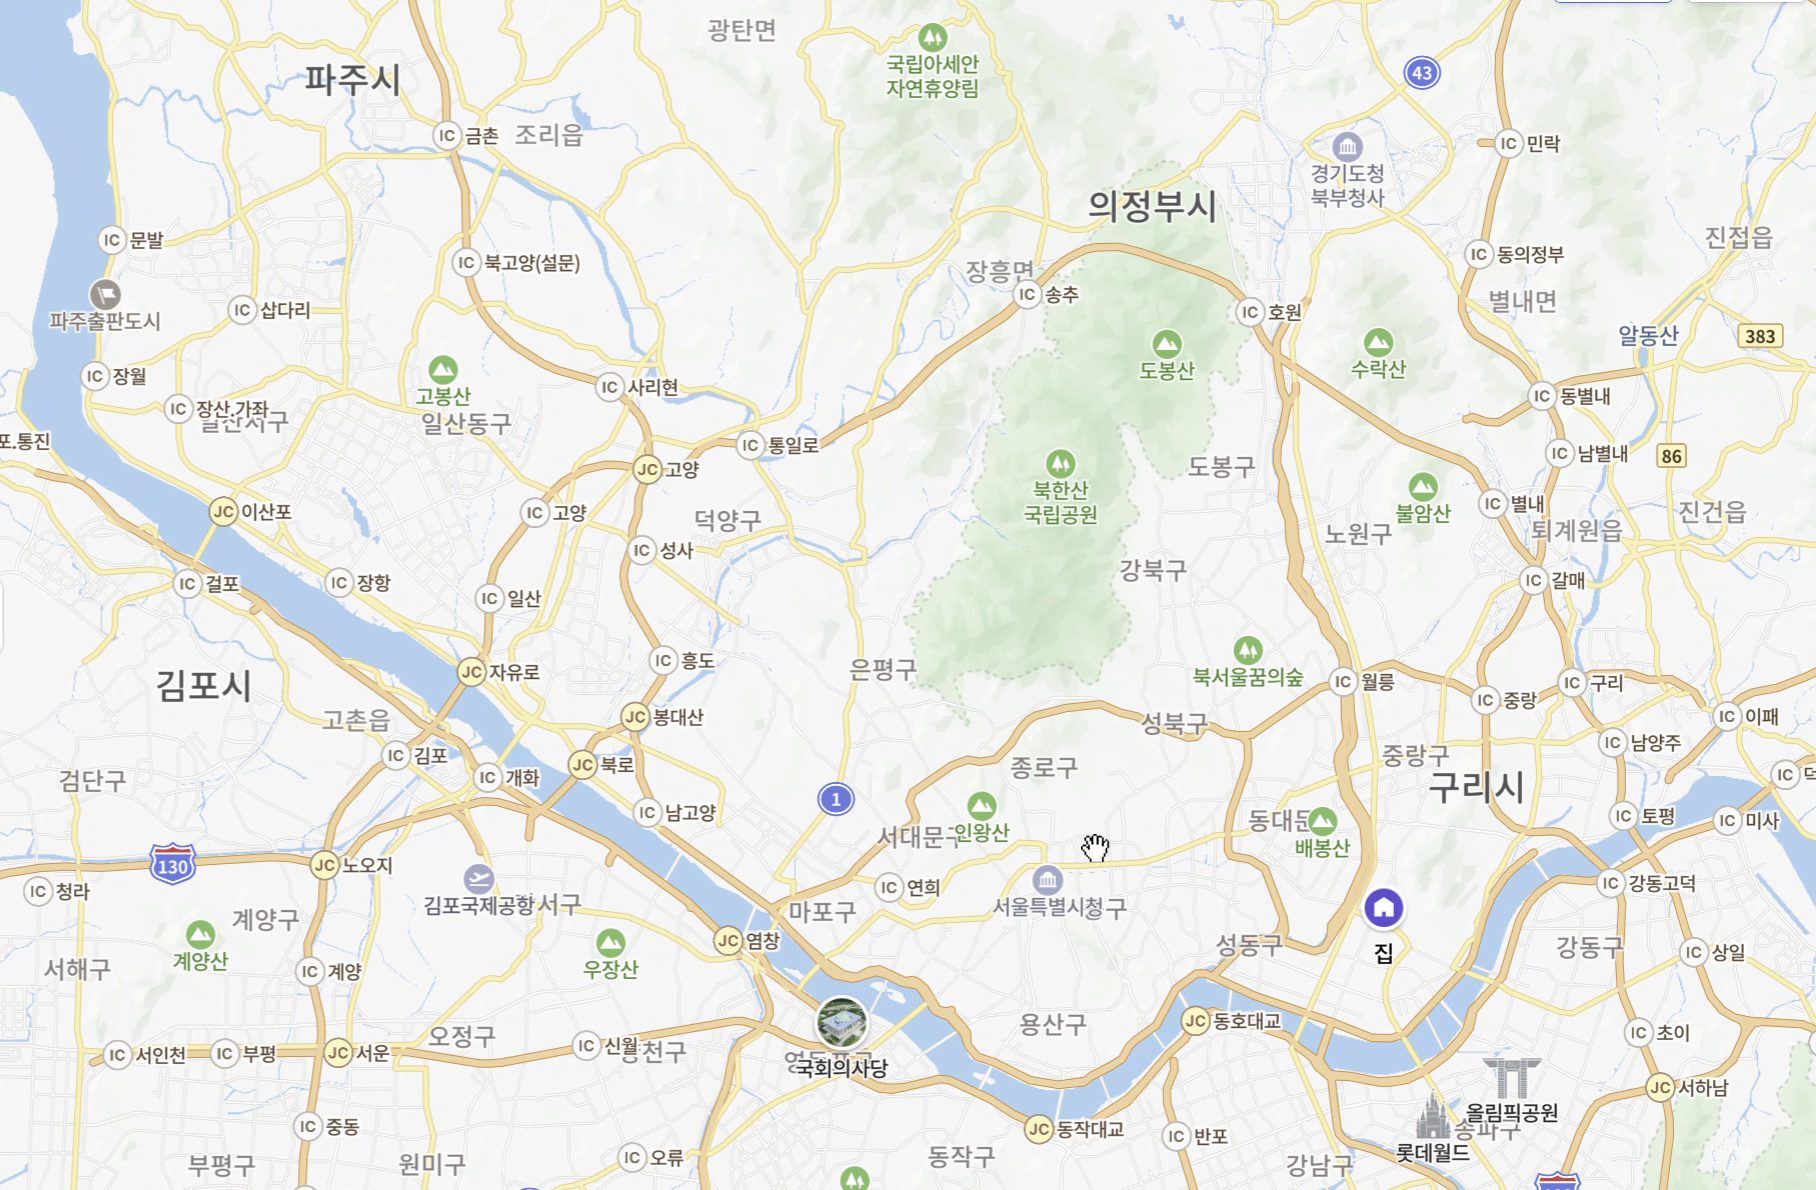 광탄면
국립아세안
자연휴양림
43
파주시
IC 금촌
조리읍
IC 민락
경기도청
북부청사
의정부시
IC 문발
IC 북고양(설문)
진접읍
IC 동의정부
장흥면
IC 송추
파주출판도시
IC 삽다리
IC 호원
별내면
알동산
383
도봉산
수락산
IC 장월
고봉산
IC 사리현
IC 동별내
IC 장산,가좌
일산서구
일산동구
포.통진
IC 통일로
IC 남별내
86
JC 고양
도봉구
북한산
국립공원
불암산
IC 별내
JC 이산포
IC 고양
덕양구
노원구
퇴계원읍
진건읍
IC 성사
강북구
IC 걸포
IC 장항
IC 갈매
IC 일산
김포시
JC 자유로
IC 흥도
은평구
북서울꿈의숲
IC 월릉
IC 중랑
IC 구리
고촌읍
JC 봉대산
성북구
IC 이패
IC 김포
IC 남양주
검단구
IC 개화
JC 북로
종로구
중랑구
구리시
IC 덕
1
IC 남고양
서대문구
인왕산
동대문
배봉산
IC 토평
IC 미사
130
JC 노오지
IC 청라
김포국제공항
서구
IC 연희
서울특별시청
구
IC 강동고덕
계양구
마포구
계양산
JC 염창
우장산
성동구
집
강동구
IC 상일
서해구
IC 계양
용산구
JC 동호대교
오정구
IC 초이
IC 서인천
IC 부평
JC 서운
IC 신월
양천구
영등포구
국회의사당
JC 서하남
올림픽공원
송파구
롯데월드
IC 중동
JC 동작대교
IC 반포
부평구
원미구
IC 오류
동작구
강남구